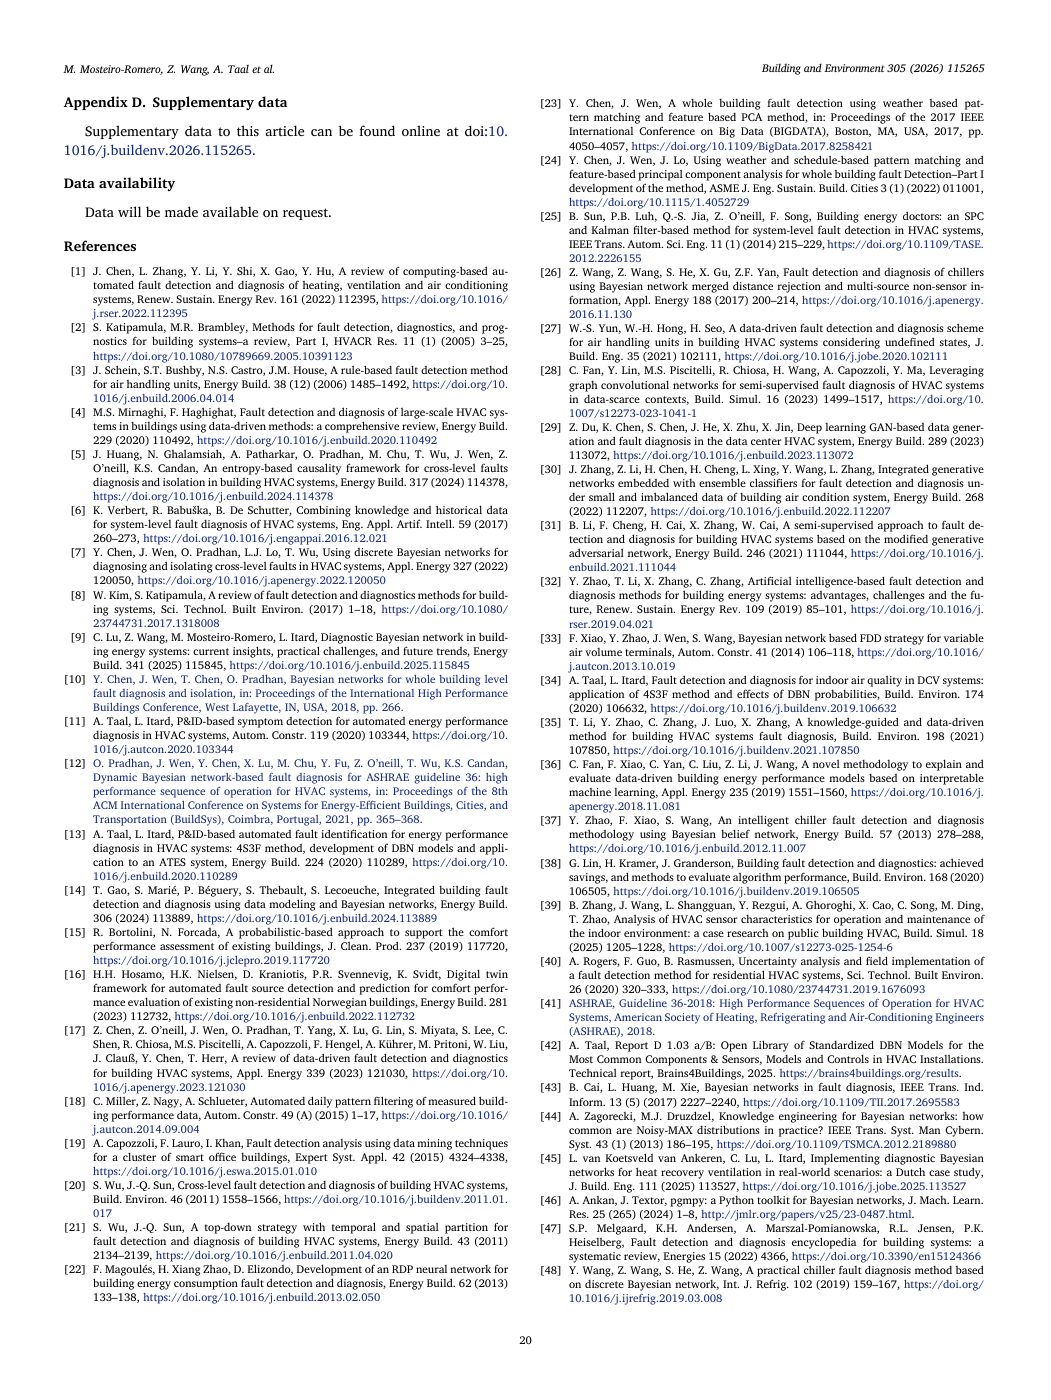 M. Mosteiro-Romero, Z. Wang, A. Taal et al.
Building and Environment 305 (2026) 115265
Appendix D. Supplementary data
Supplementary data to this article can be found online at doi:10.
1016/j.buildenv.2026.115265.
Data availability
Data will be made available on request.
References
[1] J. Chen, L. Zhang, Y. Li, Y. Shi, X. Gao, Y. Hu, A review of computing-based au-
tomated fault detection and diagnosis of heating, ventilation and air conditioning
systems, Renew. Sustain. Energy Rev. 161 (2022) 112395, https://doi.org/10.1016/
j.rser.2022.112395
[2] S. Katipamula, M.R. Brambley, Methods for fault detection, diagnostics, and prog-
nostics for building systems–a review, Part I, HVACR Res. 11 (1) (2005) 3–25,
https://doi.org/10.1080/10789669.2005.10391123
[3] J. Schein, S.T. Bushby, N.S. Castro, J.M. House, A rule-based fault detection method
for air handling units, Energy Build. 38 (12) (2006) 1485–1492, https://doi.org/10.
1016/j.enbuild.2006.04.014
[4] M.S. Mirnaghi, F. Haghighat, Fault detection and diagnosis of large-scale HVAC sys-
tems in buildings using data-driven methods: a comprehensive review, Energy Build.
229 (2020) 110492, https://doi.org/10.1016/j.enbuild.2020.110492
[5] J. Huang, N. Ghalamsiah, A. Patharkar, O. Pradhan, M. Chu, T. Wu, J. Wen, Z.
O'neill, K.S. Candan, An entropy-based causality framework for cross-level faults
diagnosis and isolation in building HVAC systems, Energy Build. 317 (2024) 114378,
https://doi.org/10.1016/j.enbuild.2024.114378
[6] K. Verbert, R. Babuška, B. De Schutter, Combining knowledge and historical data
for system-level fault diagnosis of HVAC systems, Eng. Appl. Artif. Intell. 59 (2017)
260–273, https://doi.org/10.1016/j.engappai.2016.12.021
[7] Y. Chen, J. Wen, O. Pradhan, L.J. Lo, T. Wu, Using discrete Bayesian networks for
diagnosing and isolating cross-level faults in HVAC systems, Appl. Energy 327 (2022)
120050, https://doi.org/10.1016/j.apenergy.2022.120050
[8] W. Kim, S. Katipamula, A review of fault detection and diagnostics methods for build-
ing systems, Sci. Technol. Built Environ. (2017) 1–18, https://doi.org/10.1080/
23744731.2017.1318008
[9] C. Lu, Z. Wang, M. Mosteiro-Romero, L. Itard, Diagnostic Bayesian network in build-
ing energy systems: current insights, practical challenges, and future trends, Energy
Build. 341 (2025) 115845, https://doi.org/10.1016/j.enbuild.2025.115845
[10] Y. Chen, J. Wen, T. Chen, O. Pradhan, Bayesian networks for whole building level
fault diagnosis and isolation, in: Proceedings of the International High Performance
Buildings Conference, West Lafayette, IN, USA, 2018, pp. 266.
[11] A. Taal, L. Itard, P&ID-based symptom detection for automated energy performance
diagnosis in HVAC systems, Autom. Constr. 119 (2020) 103344, https://doi.org/10.
1016/j.autcon.2020.103344
[12] O. Pradhan, J. Wen, Y. Chen, X. Lu, M. Chu, Y. Fu, Z. O'neill, T. Wu, K.S. Candan,
Dynamic Bayesian network-based fault diagnosis for ASHRAE guideline 36: high
performance sequence of operation for HVAC systems, in: Proceedings of the 8th
ACM International Conference on Systems for Energy-Efficient Buildings, Cities, and
Transportation (BuildSys), Coimbra, Portugal, 2021, pp. 365–368.
[13] A. Taal, L. Itard, P&ID-based automated fault identification for energy performance
diagnosis in HVAC systems: 4S3F method, development of DBN models and appli-
cation to an ATES system, Energy Build. 224 (2020) 110289, https://doi.org/10.
1016/j.enbuild.2020.110289
[14] T. Gao, S. Marié, P. Béguery, S. Thebault, S. Lecoeuche, Integrated building fault
detection and diagnosis using data modeling and Bayesian networks, Energy Build.
306 (2024) 113889, https://doi.org/10.1016/j.enbuild.2024.113889
[15] R. Bortolini, N. Forcada, A probabilistic-based approach to support the comfort
performance assessment of existing buildings, J. Clean. Prod. 237 (2019) 117720,
https://doi.org/10.1016/j.jclepro.2019.117720
[16] H.H. Hosamo, H.K. Nielsen, D. Kraniotis, P.R. Svennevig, K. Svidt, Digital twin
framework for automated fault source detection and prediction for comfort perfor-
mance evaluation of existing non-residential Norwegian buildings, Energy Build. 281
(2023) 112732, https://doi.org/10.1016/j.enbuild.2022.112732
[17] Z. Chen, Z. O'neill, J. Wen, O. Pradhan, T. Yang, X. Lu, G. Lin, S. Miyata, S. Lee, C.
Shen, R. Chiosa, M.S. Piscitelli, A. Capozzoli, F. Hengel, A. Kührer, M. Pritoni, W. Liu,
J. Clauß, Y. Chen, T. Herr, A review of data-driven fault detection and diagnostics
for building HVAC systems, Appl. Energy 339 (2023) 121030, https://doi.org/10.
1016/j.apenergy.2023.121030
[18] C. Miller, Z. Nagy, A. Schlueter, Automated daily pattern filtering of measured build-
ing performance data, Autom. Constr. 49 (A) (2015) 1–17, https://doi.org/10.1016/
j.autcon.2014.09.004
[19] A. Capozzoli, F. Lauro, I. Khan, Fault detection analysis using data mining techniques
for a cluster of smart office buildings, Expert Syst. Appl. 42 (2015) 4324–4338,
https://doi.org/10.1016/j.eswa.2015.01.010
[20] S. Wu, J.-Q. Sun, Cross-level fault detection and diagnosis of building HVAC systems,
Build. Environ. 46 (2011) 1558–1566, https://doi.org/10.1016/j.buildenv.2011.01.
017
[21] S. Wu, J.-Q. Sun, A top-down strategy with temporal and spatial partition for
fault detection and diagnosis of building HVAC systems, Energy Build. 43 (2011)
2134–2139, https://doi.org/10.1016/j.enbuild.2011.04.020
[22] F. Magoulés, H. Xiang Zhao, D. Elizondo, Development of an RDP neural network for
building energy consumption fault detection and diagnosis, Energy Build. 62 (2013)
133–138, https://doi.org/10.1016/j.enbuild.2013.02.050
[23] Y. Chen, J. Wen, A whole building fault detection using weather based pat-
tern matching and feature based PCA method, in: Proceedings of the 2017 IEEE
International Conference on Big Data (BIGDATA), Boston, MA, USA, 2017, pp.
4050–4057, https://doi.org/10.1109/BigData.2017.8258421
[24] Y. Chen, J. Wen, J. Lo, Using weather and schedule-based pattern matching and
feature-based principal component analysis for whole building fault Detection–Part I
development of the method, ASME J. Eng. Sustain. Build. Cities 3 (1) (2022) 011001,
https://doi.org/10.1115/1.4052729
[25] B. Sun, P.B. Luh, Q.-S. Jia, Z. O'neill, F. Song, Building energy doctors: an SPC
and Kalman filter-based method for system-level fault detection in HVAC systems,
IEEE Trans. Autom. Sci. Eng. 11 (1) (2014) 215–229, https://doi.org/10.1109/TASE.
2012.2226155
[26] Z. Wang, Z. Wang, S. He, X. Gu, Z.F. Yan, Fault detection and diagnosis of chillers
using Bayesian network merged distance rejection and multi-source non-sensor in-
formation, Appl. Energy 188 (2017) 200–214, https://doi.org/10.1016/j.apenergy.
2016.11.130
[27] W.-S. Yun, W.-H. Hong, H. Seo, A data-driven fault detection and diagnosis scheme
for air handling units in building HVAC systems considering undefined states, J.
Build. Eng. 35 (2021) 102111, https://doi.org/10.1016/j.jobe.2020.102111
[28] C. Fan, Y. Lin, M.S. Piscitelli, R. Chiosa, H. Wang, A. Capozzoli, Y. Ma, Leveraging
graph convolutional networks for semi-supervised fault diagnosis of HVAC systems
in data-scarce contexts, Build. Simul. 16 (2023) 1499–1517, https://doi.org/10.
1007/s12273-023-1041-1
[29] Z. Du, K. Chen, S. Chen, J. He, X. Zhu, X. Jin, Deep learning GAN-based data gener-
ation and fault diagnosis in the data center HVAC system, Energy Build. 289 (2023)
113072, https://doi.org/10.1016/j.enbuild.2023.113072
[30] J. Zhang, Z. Li, H. Chen, H. Cheng, L. Xing, Y. Wang, L. Zhang, Integrated generative
networks embedded with ensemble classifiers for fault detection and diagnosis un-
der small and imbalanced data of building air condition system, Energy Build. 268
(2022) 112207, https://doi.org/10.1016/j.enbuild.2022.112207
[31] B. Li, F. Cheng, H. Cai, X. Zhang, W. Cai, A semi-supervised approach to fault de-
tection and diagnosis for building HVAC systems based on the modified generative
adversarial network, Energy Build. 246 (2021) 111044, https://doi.org/10.1016/j.
enbuild.2021.111044
[32] Y. Zhao, T. Li, X. Zhang, C. Zhang, Artificial intelligence-based fault detection and
diagnosis methods for building energy systems: advantages, challenges and the fu-
ture, Renew. Sustain. Energy Rev. 109 (2019) 85–101, https://doi.org/10.1016/j.
rser.2019.04.021
[33] F. Xiao, Y. Zhao, J. Wen, S. Wang, Bayesian network based FDD strategy for variable
air volume terminals, Autom. Constr. 41 (2014) 106–118, https://doi.org/10.1016/
j.autcon.2013.10.019
[34] A. Taal, L. Itard, Fault detection and diagnosis for indoor air quality in DCV systems:
application of 4S3F method and effects of DBN probabilities, Build. Environ. 174
(2020) 106632, https://doi.org/10.1016/j.buildenv.2019.106632
[35] T. Li, Y. Zhao, C. Zhang, J. Luo, X. Zhang, A knowledge-guided and data-driven
method for building HVAC systems fault diagnosis, Build. Environ. 198 (2021)
107850, https://doi.org/10.1016/j.buildenv.2021.107850
[36] C. Fan, F. Xiao, C. Yan, C. Liu, Z. Li, J. Wang, A novel methodology to explain and
evaluate data-driven building energy performance models based on interpretable
machine learning, Appl. Energy 235 (2019) 1551–1560, https://doi.org/10.1016/j.
apenergy.2018.11.081
[37] Y. Zhao, F. Xiao, S. Wang, An intelligent chiller fault detection and diagnosis
methodology using Bayesian belief network, Energy Build. 57 (2013) 278–288,
https://doi.org/10.1016/j.enbuild.2012.11.007
[38] G. Lin, H. Kramer, J. Granderson, Building fault detection and diagnostics: achieved
savings, and methods to evaluate algorithm performance, Build. Environ. 168 (2020)
106505, https://doi.org/10.1016/j.buildenv.2019.106505
[39] B. Zhang, J. Wang, L. Shangguan, Y. Rezgui, A. Ghoroghi, X. Cao, C. Song, M. Ding,
T. Zhao, Analysis of HVAC sensor characteristics for operation and maintenance of
the indoor environment: a case research on public building HVAC, Build. Simul. 18
(2025) 1205–1228, https://doi.org/10.1007/s12273-025-1254-6
[40] A. Rogers, F. Guo, B. Rasmussen, Uncertainty analysis and field implementation of
a fault detection method for residential HVAC systems, Sci. Technol. Built Environ.
26 (2020) 320–333, https://doi.org/10.1080/23744731.2019.1676093
[41] ASHRAE, Guideline 36-2018: High Performance Sequences of Operation for HVAC
Systems, American Society of Heating, Refrigerating and Air-Conditioning Engineers
(ASHRAE), 2018.
[42] A. Taal, Report D 1.03 a/B: Open Library of Standardized DBN Models for the
Most Common Components & Sensors, Models and Controls in HVAC Installations.
Technical report, Brains4Buildings, 2025. https://brains4buildings.org/results.
[43] B. Cai, L. Huang, M. Xie, Bayesian networks in fault diagnosis, IEEE Trans. Ind.
Inform. 13 (5) (2017) 2227–2240, https://doi.org/10.1109/TII.2017.2695583
[44] A. Zagorecki, M.J. Druzdzel, Knowledge engineering for Bayesian networks: how
common are Noisy-MAX distributions in practice? IEEE Trans. Syst. Man Cybern.
Syst. 43 (1) (2013) 186–195, https://doi.org/10.1109/TSMCA.2012.2189880
[45] L. van Koetsveld van Ankeren, C. Lu, L. Itard, Implementing diagnostic Bayesian
networks for heat recovery ventilation in real-world scenarios: a Dutch case study,
J. Build. Eng. 111 (2025) 113527, https://doi.org/10.1016/j.jobe.2025.113527
[46] A. Ankan, J. Textor, pgmpy: a Python toolkit for Bayesian networks, J. Mach. Learn.
Res. 25 (265) (2024) 1–8, http://jmlr.org/papers/v25/23-0487.html.
[47] S.P. Melgaard, K.H. Andersen, A. Marszal-Pomianowska, R.L. Jensen, P.K.
Heiselberg, Fault detection and diagnosis encyclopedia for building systems: a
systematic review, Energies 15 (2022) 4366, https://doi.org/10.3390/en15124366
[48] Y. Wang, Z. Wang, S. He, Z. Wang, A practical chiller fault diagnosis method based
on discrete Bayesian network, Int. J. Refrig. 102 (2019) 159–167, https://doi.org/
10.1016/j.ijrefrig.2019.03.008
20